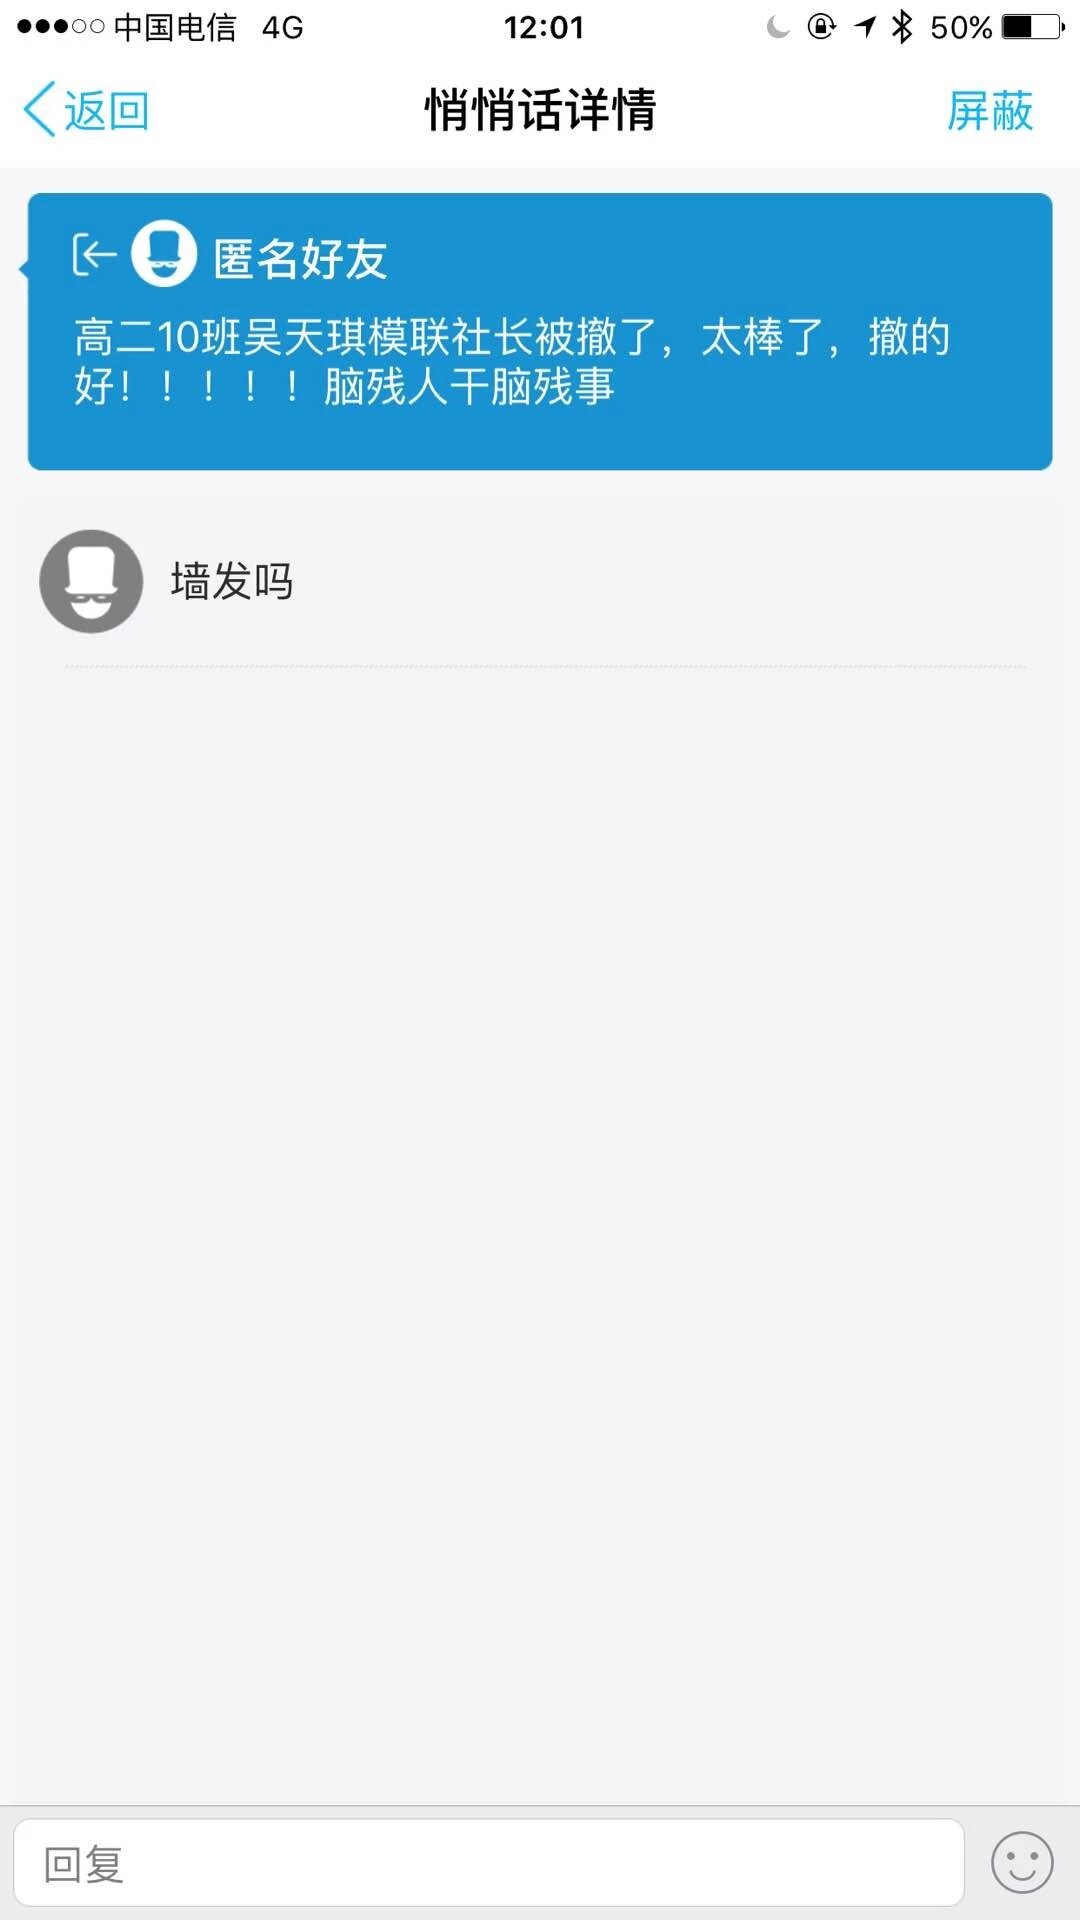 中国电信 4G 12:01 50%
返回 悄悄话详情 屏蔽
匿名好友
高二10班吴天琪模联社长被撤了，太棒了，撤的
好！！！！！脑残人干脑残事
墙发吗
回复